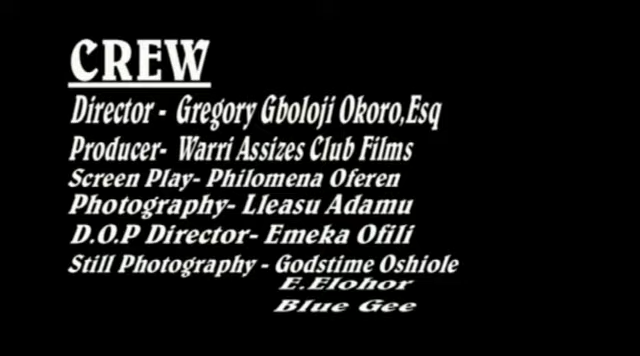 CREW
Director - Gregory Gboloji Okoro,Esq
Producer- Warri Assizes Club Films
Screen Play- Philomena Oferen
Photography- Lleasu Adamu
D.O.P Director- Emeka Ofili
Still Photography - Godstime Oshiole
E.Elohor
Blue Gee